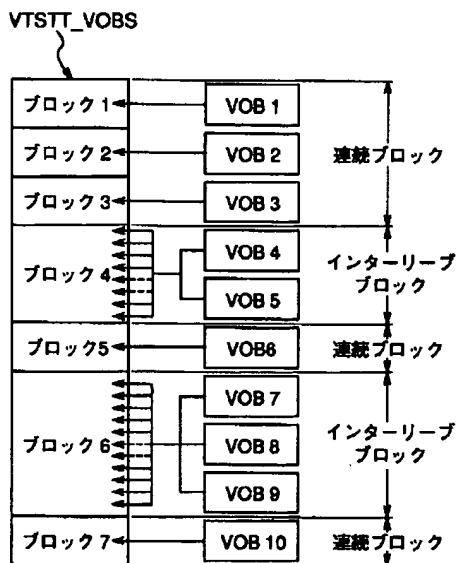 VTSTT_VOBS
ブロック1
VOB 1
ブロック2
VOB 2
連続ブロック
ブロック3
VOB 3
ブロック4
VOB 4
VOB 5
インターリーブ
ブロック
ブロック5
VOB6
連続ブロック
ブロック6
VOB 7
VOB 8
VOB 9
インターリーブ
ブロック
ブロック7
VOB 10
連続ブロック